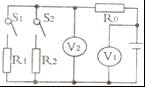 S₁ S₂ R₀
V₂ V₁
R₁ R₂